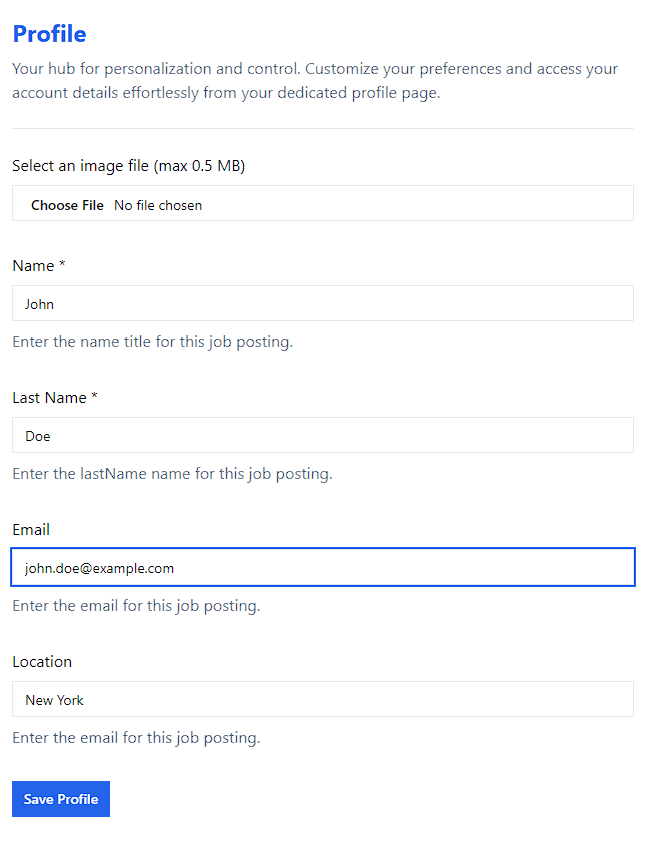 Profile
Your hub for personalization and control. Customize your preferences and access your
account details effortlessly from your dedicated profile page.
Select an image file (max 0.5 MB)
Choose File No file chosen
Name *
John
Enter the name title for this job posting.
Last Name *
Doe
Enter the lastName name for this job posting.
Email
john.doe@example.com
Enter the email for this job posting.
Location
New York
Enter the email for this job posting.
Save Profile